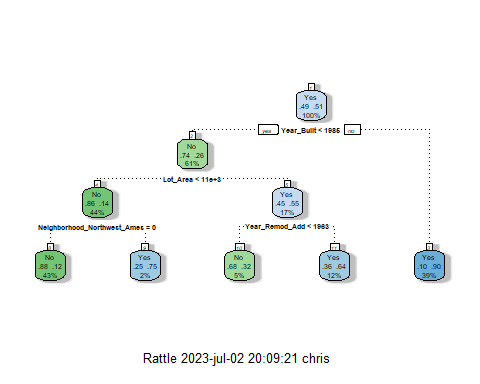 1
Yes
.49 .51
100%
yes Year_Built < 1985 no
2
No
.74 .26
61%
Lot_Area < 11e+3
4
No
.86 .14
44%
5
Yes
.45 .55
17%
Neighborhood_Northwest_Ames = 0
Year_Remod_Add < 1983
8
No
.88 .12
43%
9
Yes
.25 .75
2%
10
No
.68 .32
5%
11
Yes
.36 .64
12%
3
Yes
.10 .90
39%
Rattle 2023-jul-02 20:09:21 chris